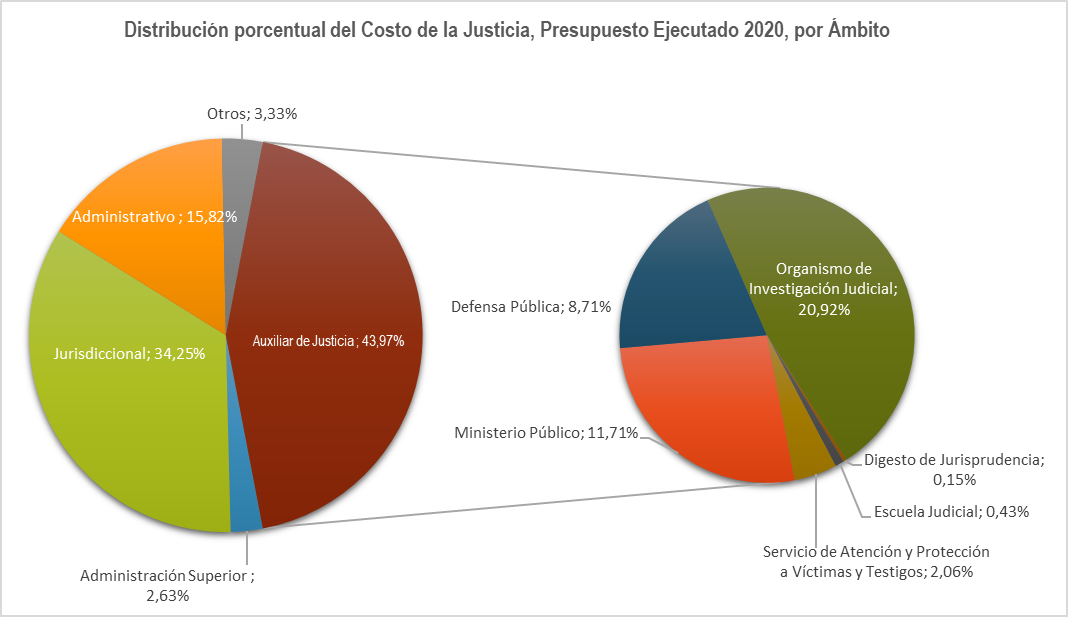 Distribución porcentual del Costo de la Justicia, Presupuesto Ejecutado 2020, por Ámbito
Otros; 3,33%
Administrativo ; 15,82%
Jurisdiccional; 34,25%
Auxiliar de Justicia ; 43,97%
Administración Superior ;
2,63%
Organismo de
Investigación Judicial;
20,92%
Defensa Pública; 8,71%
Ministerio Público; 11,71%
Digesto de Jurisprudencia;
0,15%
Escuela Judicial; 0,43%
Servicio de Atención y Protección
a Víctimas y Testigos; 2,06%